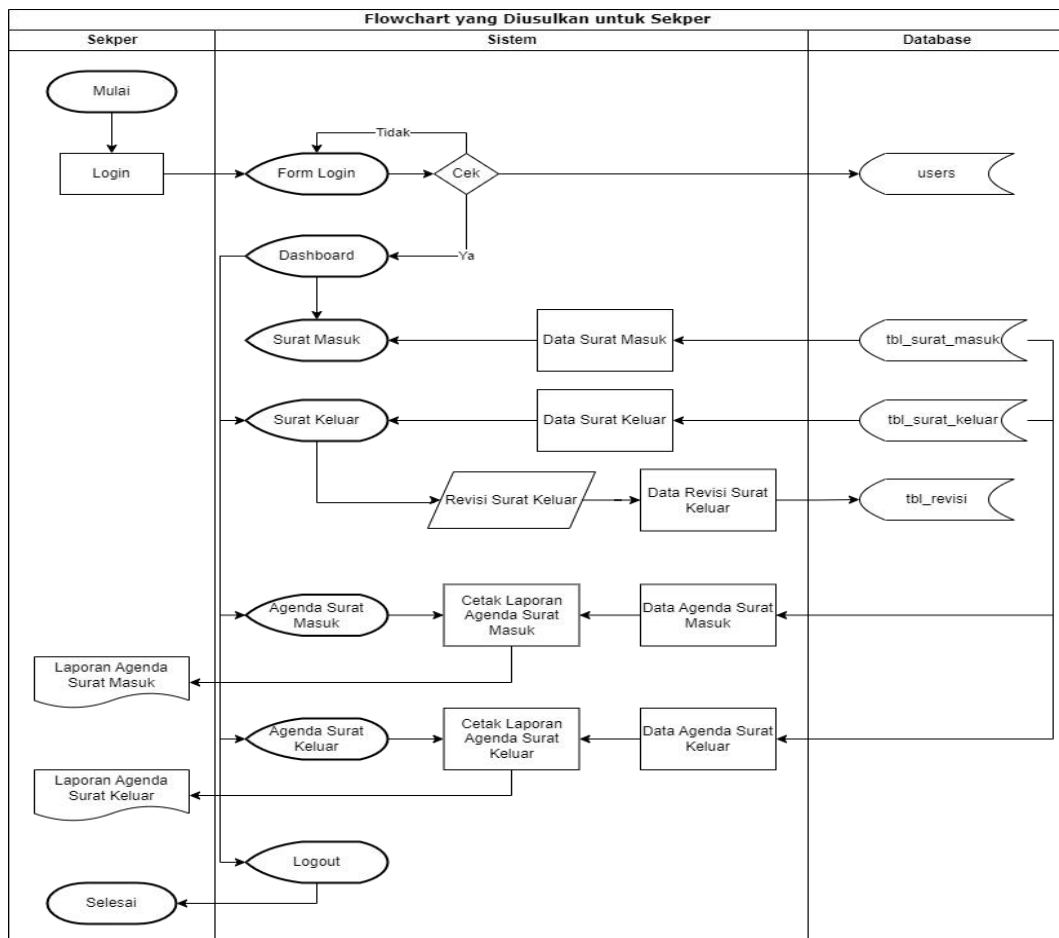 Flowchart yang Diusulkan untuk Sekper
Sekper
Sistem
Database
Mulai
Tidak
Login
Form Login
Cek
users
Dashboard
Ya
Surat Masuk
Data Surat Masuk
tbl_surat_masuk
Surat Keluar
Data Surat Keluar
tbl_surat_keluar
Revisi Surat Keluar
Data Revisi Surat
Keluar
tbl_revisi
Agenda Surat
Masuk
Cetak Laporan
Agenda Surat
Masuk
Data Agenda Surat
Masuk
Laporan Agenda
Surat Masuk
Agenda Surat
Keluar
Cetak Laporan
Agenda Surat
Keluar
Data Agenda Surat
Keluar
Laporan Agenda
Surat Keluar
Logout
Selesai